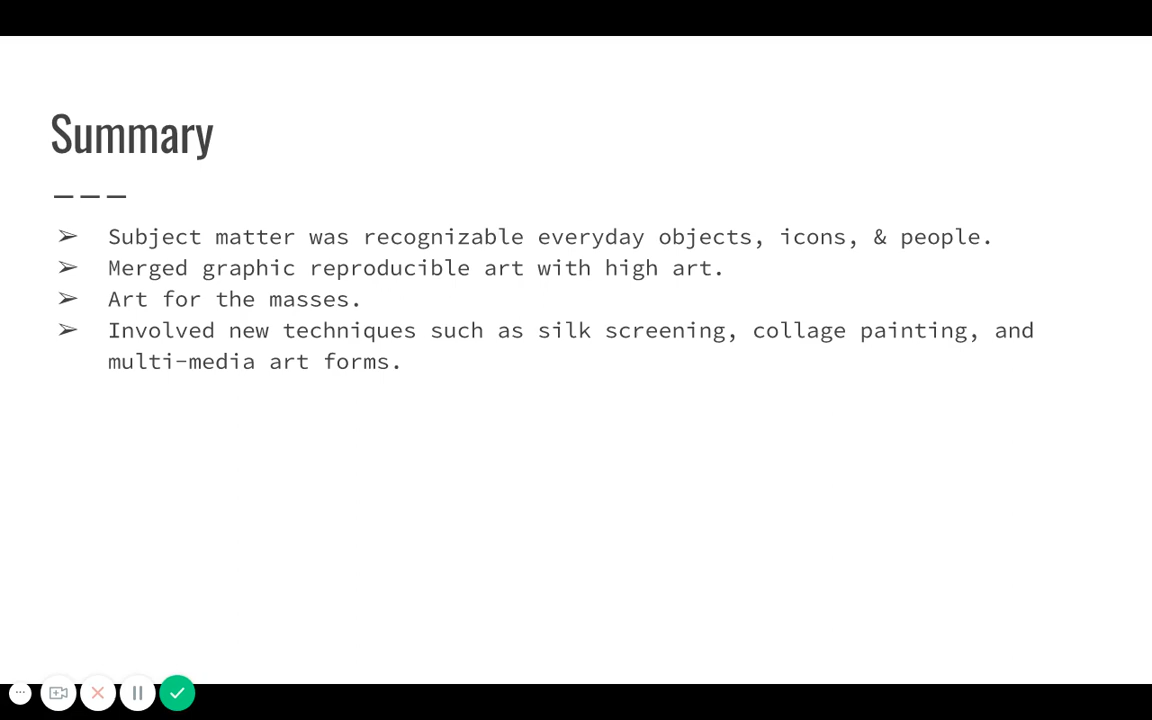 Summary
➢ Subject matter was recognizable everyday objects, icons, & people.
➢ Merged graphic reproducible art with high art.
➢ Art for the masses.
➢ Involved new techniques such as silk screening, collage painting, and
multi-media art forms.